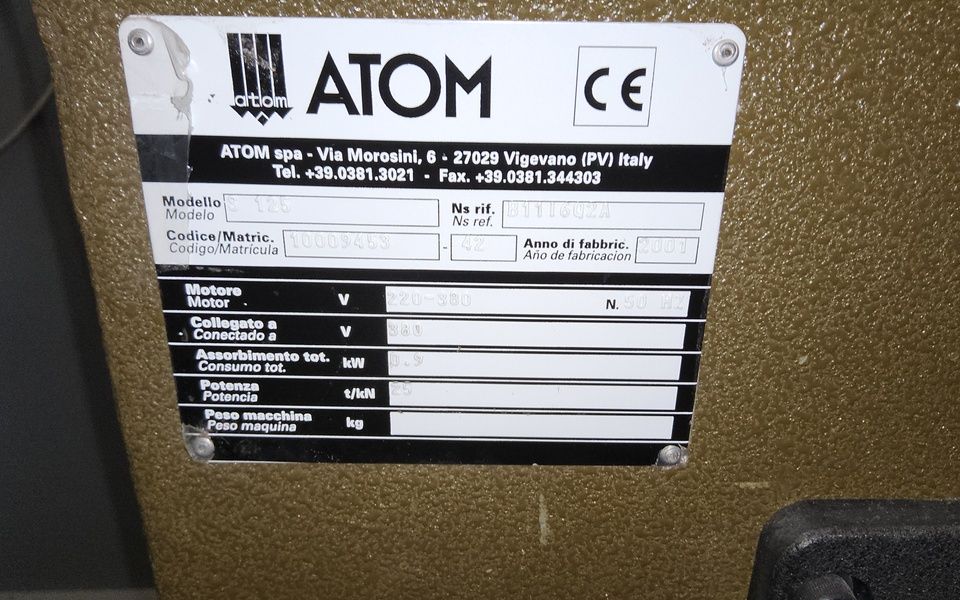 atom ATOM CE
ATOM spa - Via Morosini, 6 - 27029 Vigevano (PV) Italy
Tel. +39.0381.3021 - Fax. +39.0381.344303
Modello S 125 Ns rif.
Modelo Ns ref.
Codice/Matric. 10009453 - 42 Anno di fabbric. 2001
Codigo/Matrícula Año de fabricacion
Motore V 220-380 N. 50 HZ
Motor
Collegato a V 380
Conectado a
Assorbimento tot. kW 0.9
Consumo tot.
Potenza t/kN 25
Potencia
Peso macchina kg
Peso maquina